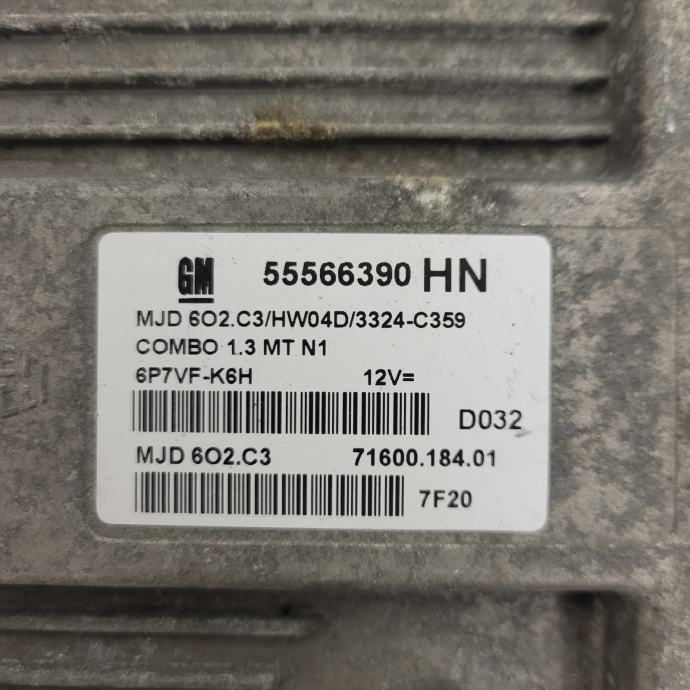 GM 55566390 HN
MJD 6O2.C3/HW04D/3324-C359
COMBO 1.3 MT N1
6P7VF-K6H 12V=
D032
MJD 6O2.C3 71600.184.01
7F20